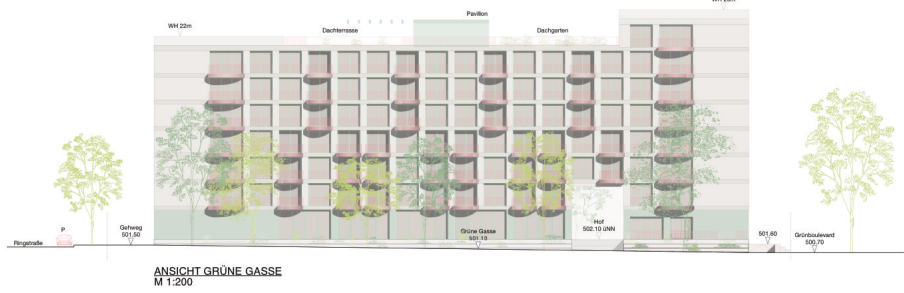 WH 22m
Dachterrasse
Pavillon
Dachgarten
P
Ringstraße
Gehweg
501.50
Grüne Gasse
501.10
Hof
502.10 üNN
501.60
Grünboulevard
500.70
ANSICHT GRÜNE GASSE
M 1:200